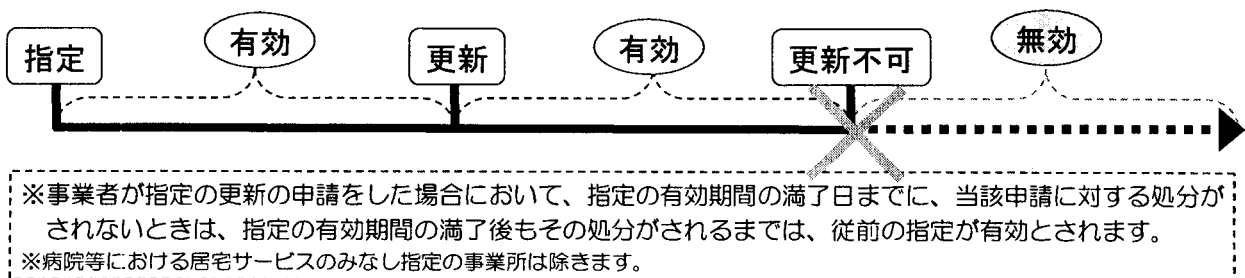 指定
有効
更新
有効
更新不可
無効
※事業者が指定の更新の申請をした場合において、指定の有効期間の満了日までに、当該申請に対する処分が
されないときは、指定の有効期間の満了後もその処分がされるまでは、従前の指定が有効とされます。
※病院等における居宅サービスのみなし指定の事業所は除きます。